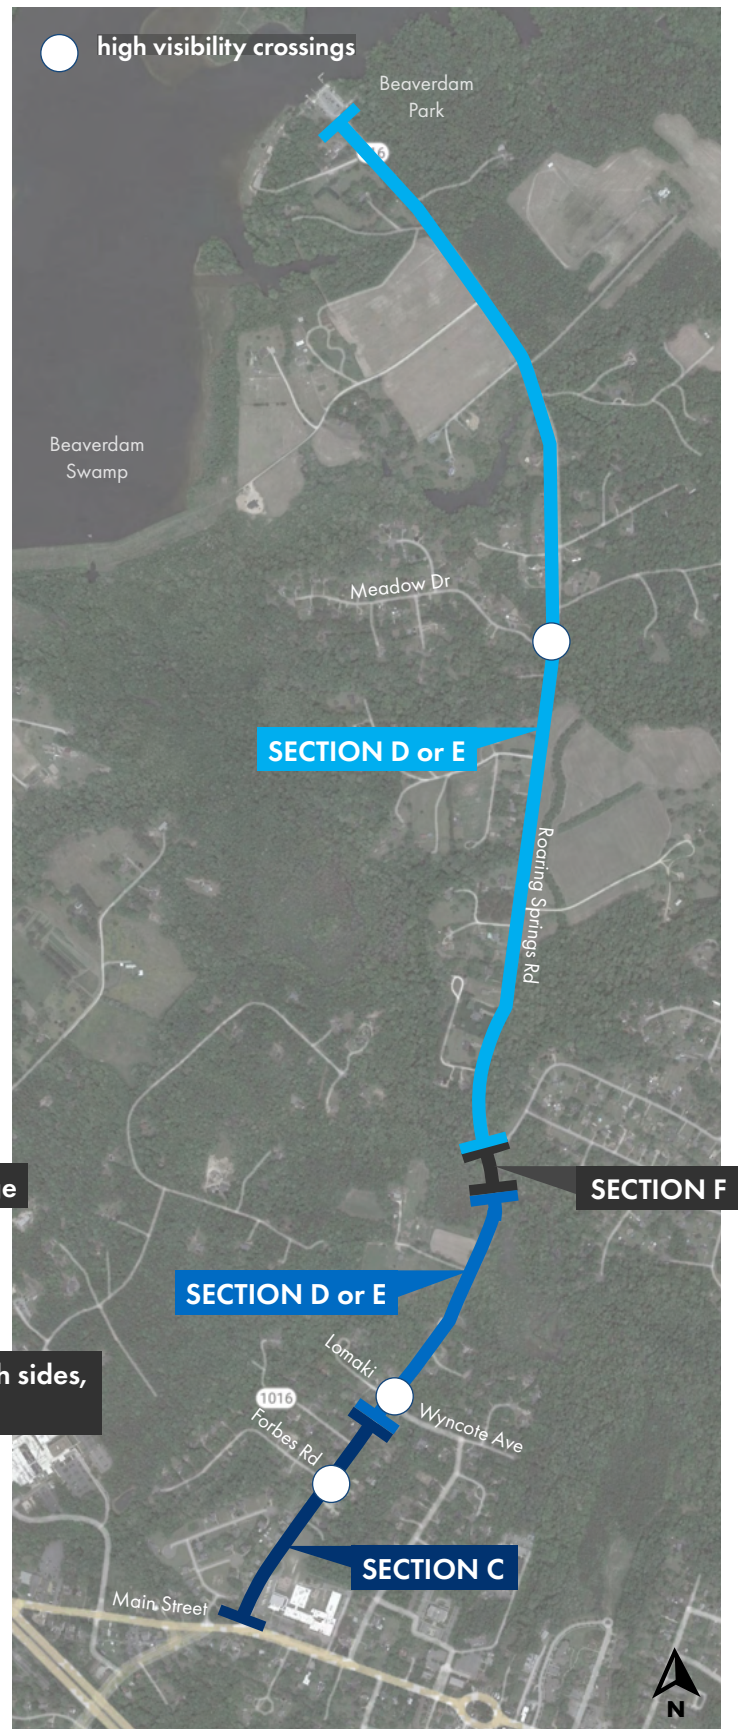 high visibility crossings
Beaverdam
Park
Beaverdam
Swamp
Meadow Dr
SECTION D or E
Roaring Springs Rd
SECTION F
SECTION D or E
h sides,
Lomaki
1016
Wyncote Ave
Forbes Rd
SECTION C
Main Street
N